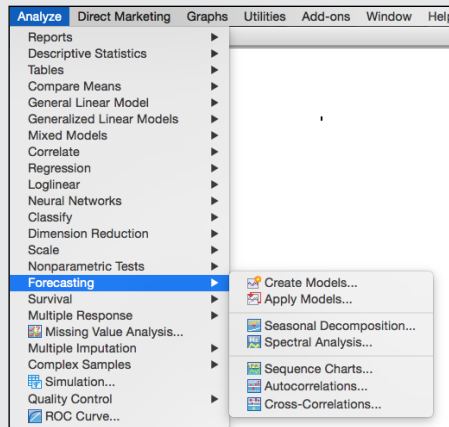 Analyze Direct Marketing Graphs Utilities Add-ons Window Help
Reports
Descriptive Statistics
Tables
Compare Means
General Linear Model
Generalized Linear Models
Mixed Models
Correlate
Regression
Loglinear
Neural Networks
Classify
Dimension Reduction
Scale
Nonparametric Tests
Forecasting
Survival
Multiple Response
Missing Value Analysis...
Multiple Imputation
Complex Samples
Simulation...
Quality Control
ROC Curve...
Create Models...
Apply Models...
Seasonal Decomposition...
Spectral Analysis...
Sequence Charts...
Autocorrelations...
Cross-Correlations...